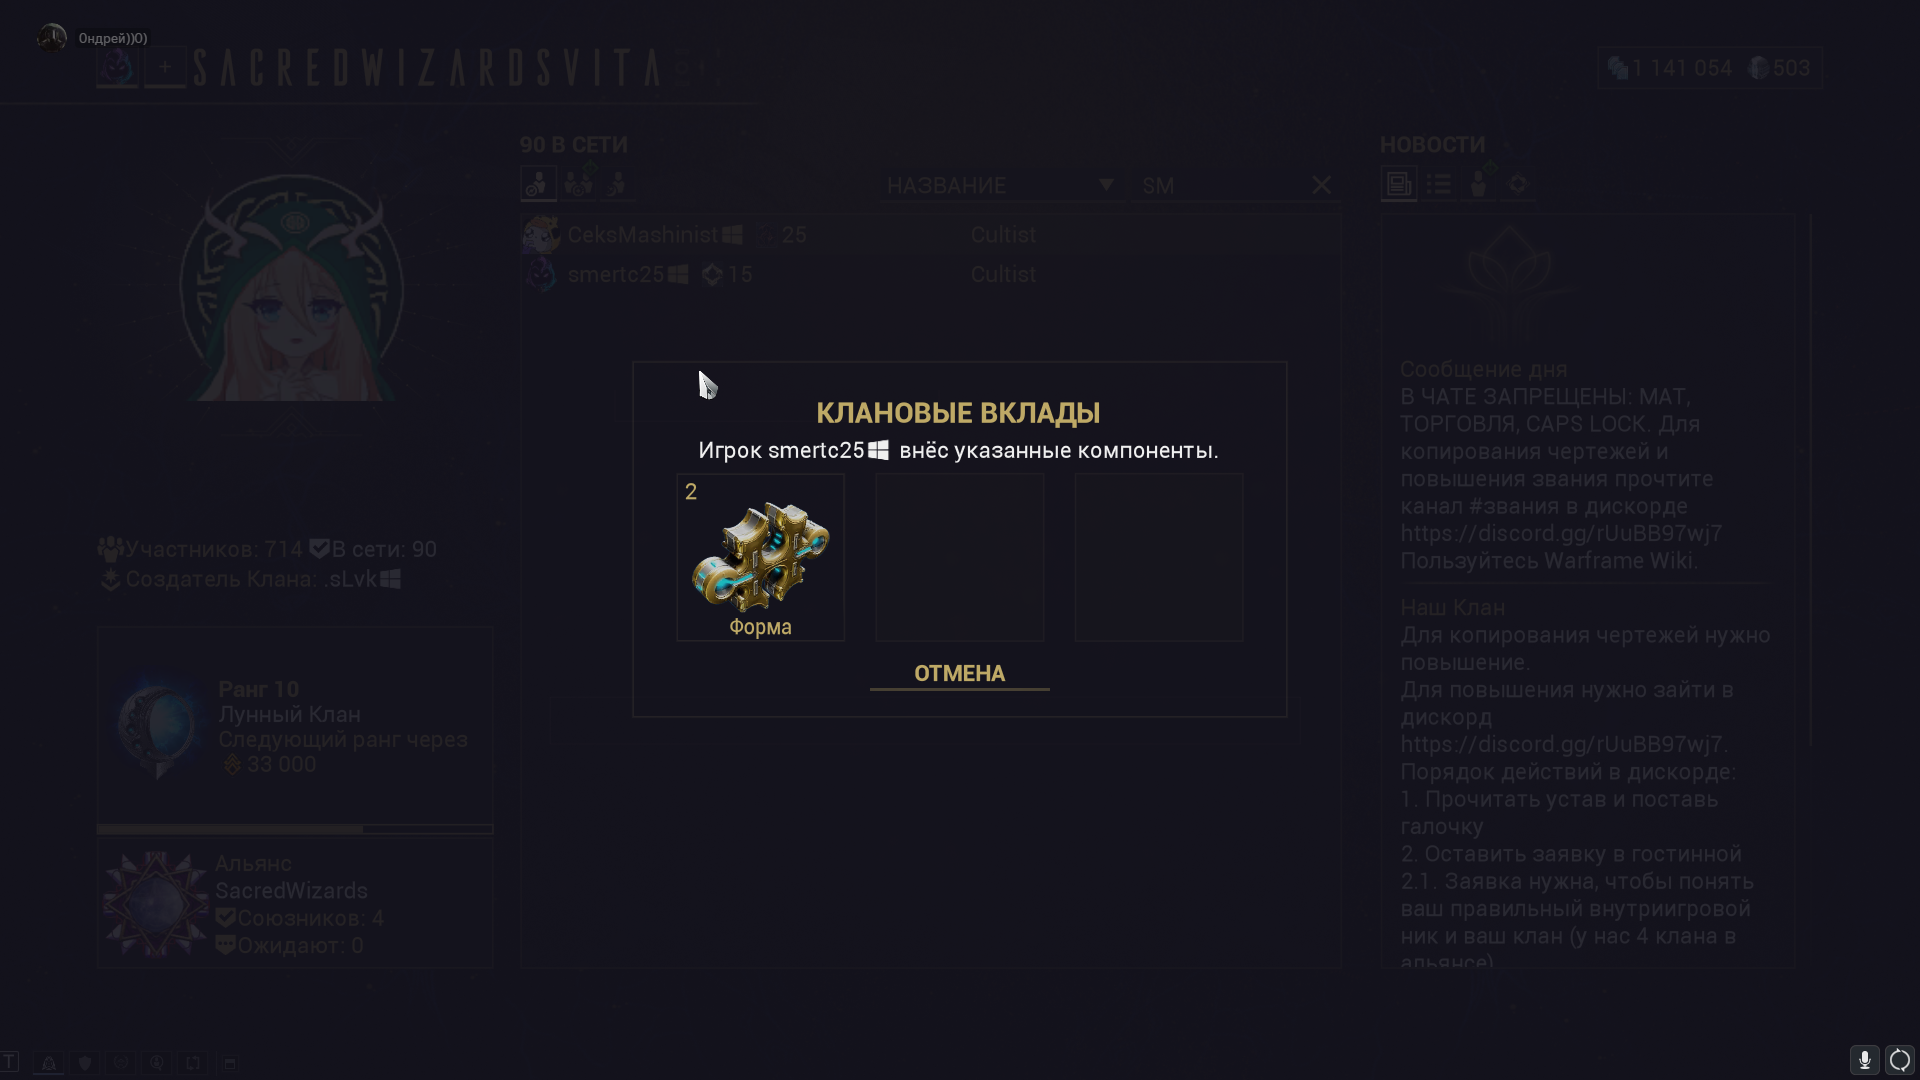 Ондрей))0)
SACREDWIZARDSVITA
1 141 054 503
90 В СЕТИ
НАЗВАНИЕ
SM
CeksMashinist 25 Cultist
smertc25 15 Cultist
КЛАНОВЫЕ ВКЛАДЫ
Игрок smertc25 внёс указанные компоненты.
2
Форма
ОТМЕНА
Участников: 714 В сети: 90
Создатель Клана: .sLvk
Ранг 10
Лунный Клан
Следующий ранг через
33 000
Альянс
SacredWizards
Союзников: 4
Ожидают: 0
НОВОСТИ
Сообщение дня
В ЧАТЕ ЗАПРЕЩЕНЫ: МАТ,
ТОРГОВЛЯ, CAPS LOCK. Для
копирования чертежей и
повышения звания прочтите
канал #звания в дискорде
https://discord.gg/rUuBB97wj7
Пользуйтесь Warframe Wiki.
Наш Клан
Для копирования чертежей нужно
повышение.
Для повышения нужно зайти в
дискорд
https://discord.gg/rUuBB97wj7.
Порядок действий в дискорде:
1. Прочитать устав и поставь
галочку
2. Оставить заявку в гостинной
2.1. Заявка нужна, чтобы понять
ваш правильный внутриигровой
ник и ваш клан (у нас 4 клана в
альянсе)
T